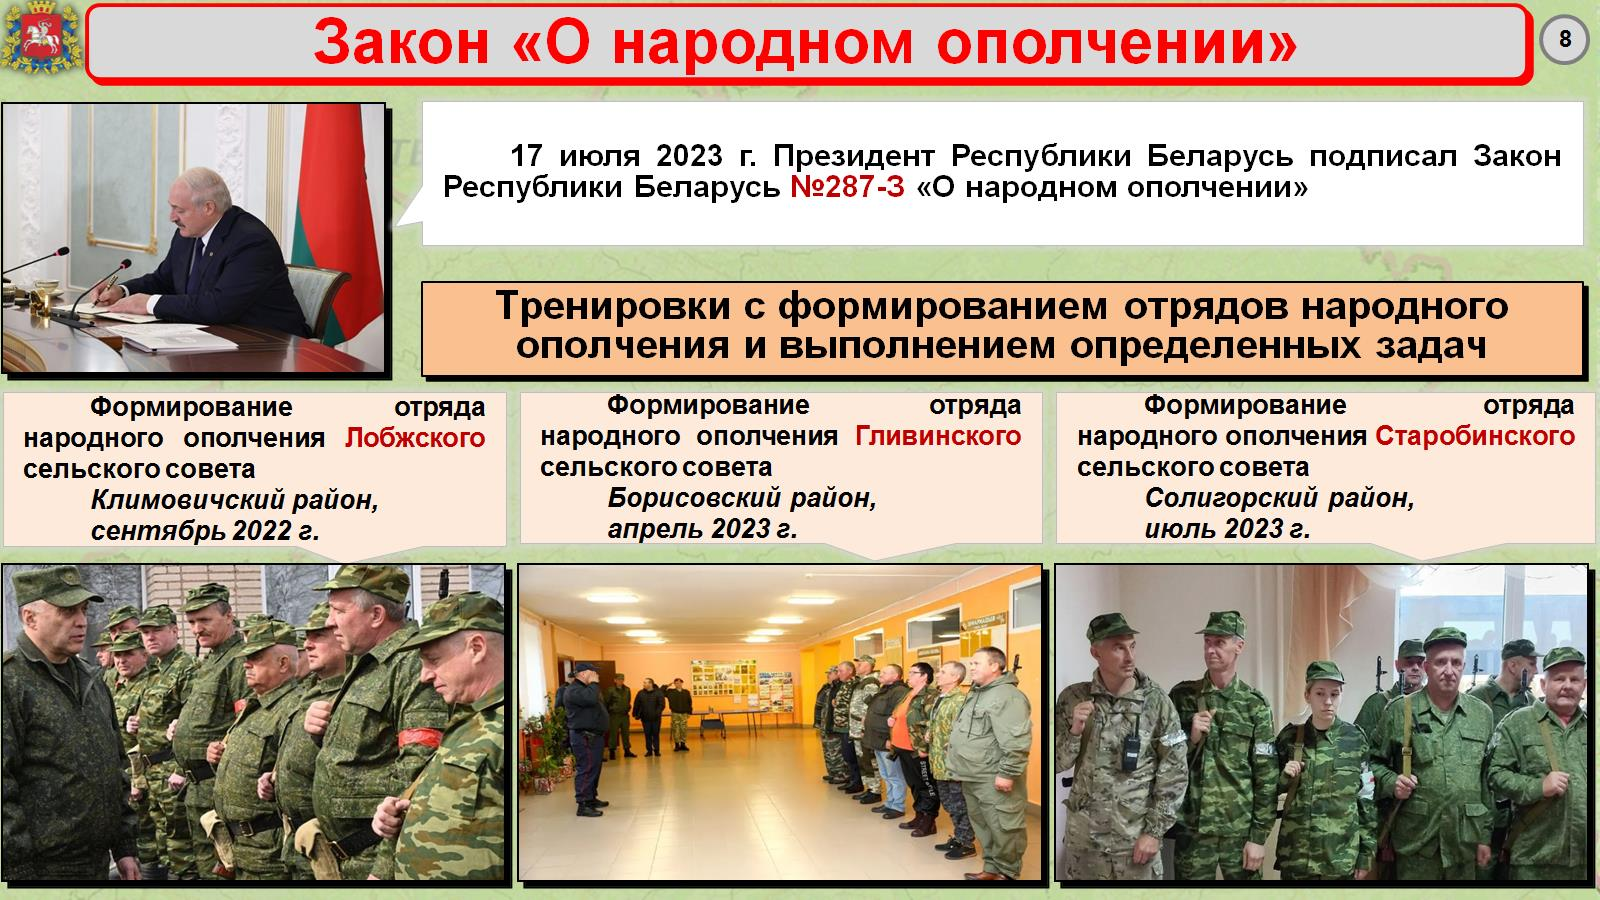 Закон «О народном ополчении»
8
17 июля 2023 г. Президент Республики Беларусь подписал Закон
Республики Беларусь №287-З «О народном ополчении»
Тренировки с формированием отрядов народного
ополчения и выполнением определенных задач
Формирование отряда
народного ополчения Лобжского
сельского совета
Климовичский район,
сентябрь 2022 г.
Формирование отряда
народного ополчения Гливинского
сельского совета
Борисовский район,
апрель 2023 г.
Формирование отряда
народного ополчения Старобинского
сельского совета
Солигорский район,
июль 2023 г.